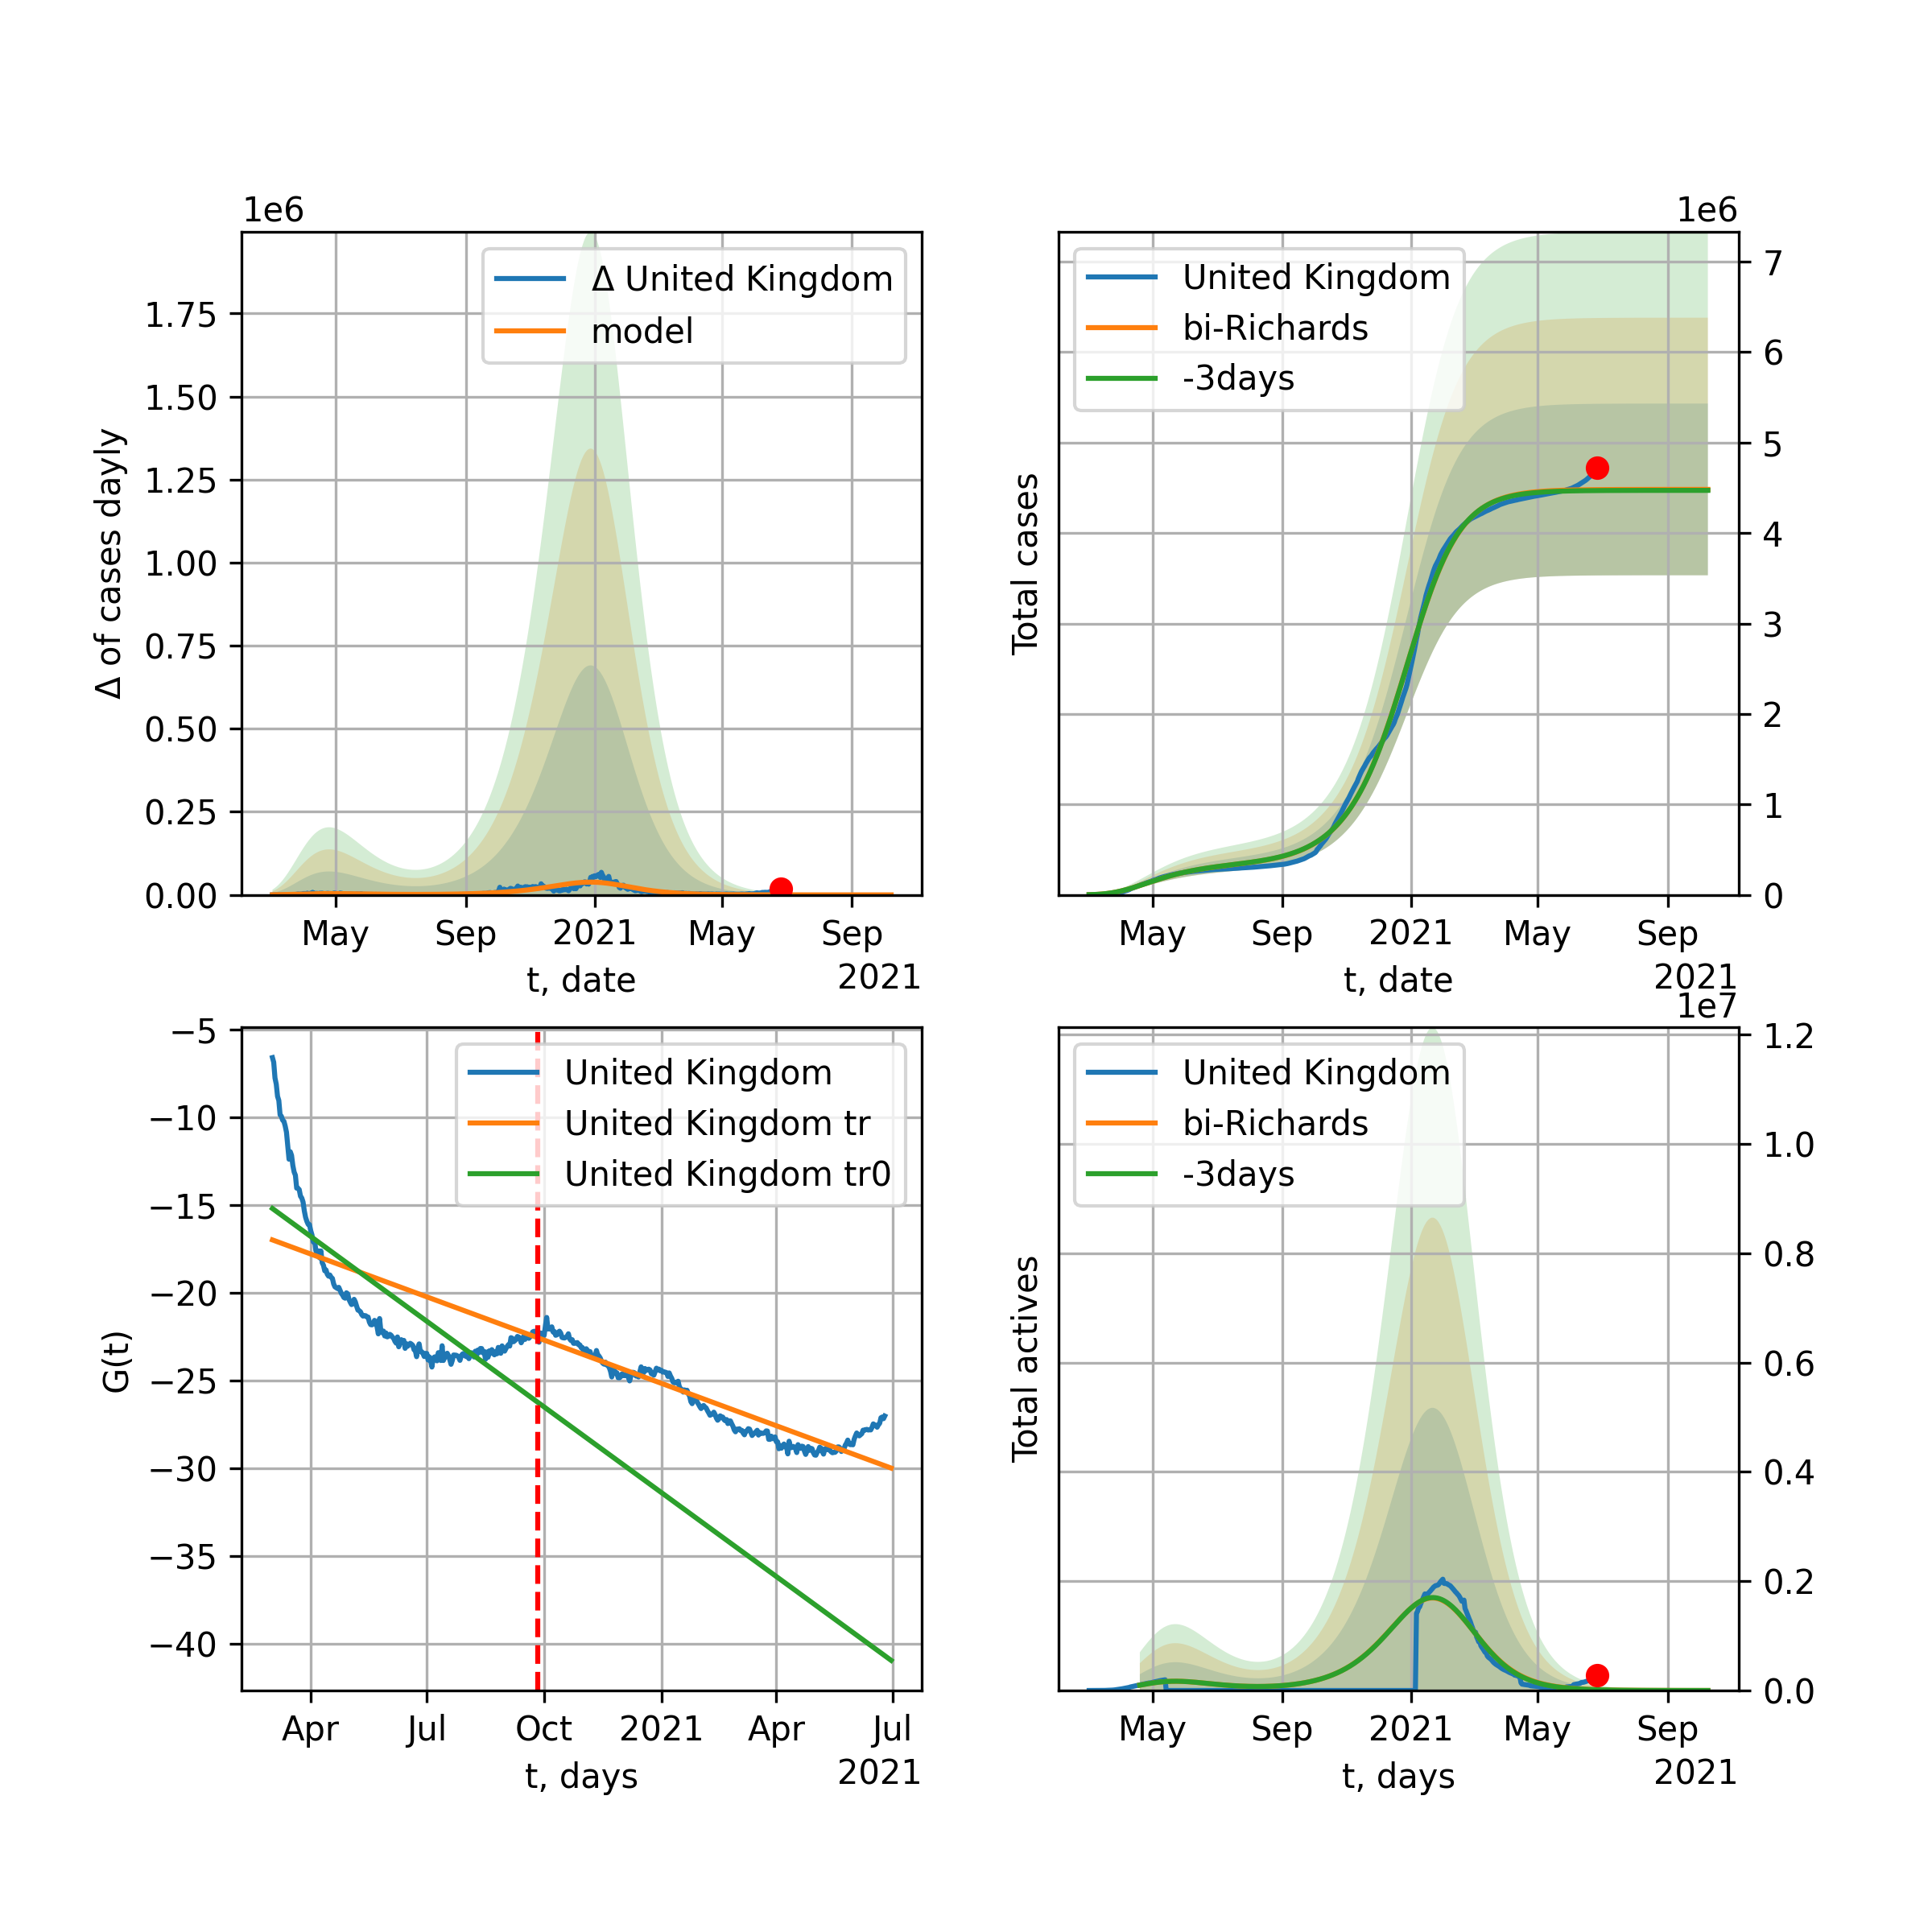 1e6
Δ United Kingdom
model
1.75
1.50
1.25
1.00
0.75
0.50
0.25
0.00
Δ of cases dayly
May Sep 2021 May Sep
t, date 2021
1e6
United Kingdom
bi-Richards
-3days
7
6
5
4
3
2
1
0
Total cases
May Sep 2021 May Sep
t, date 2021
United Kingdom
United Kingdom tr
United Kingdom tr0
−5
−10
−15
−20
−25
−30
−35
−40
G(t)
Apr Jul Oct 2021 Apr Jul
t, days 2021
1e7
United Kingdom
bi-Richards
-3days
1.2
1.0
0.8
0.6
0.4
0.2
0.0
Total actives
May Sep 2021 May Sep
t, days 2021